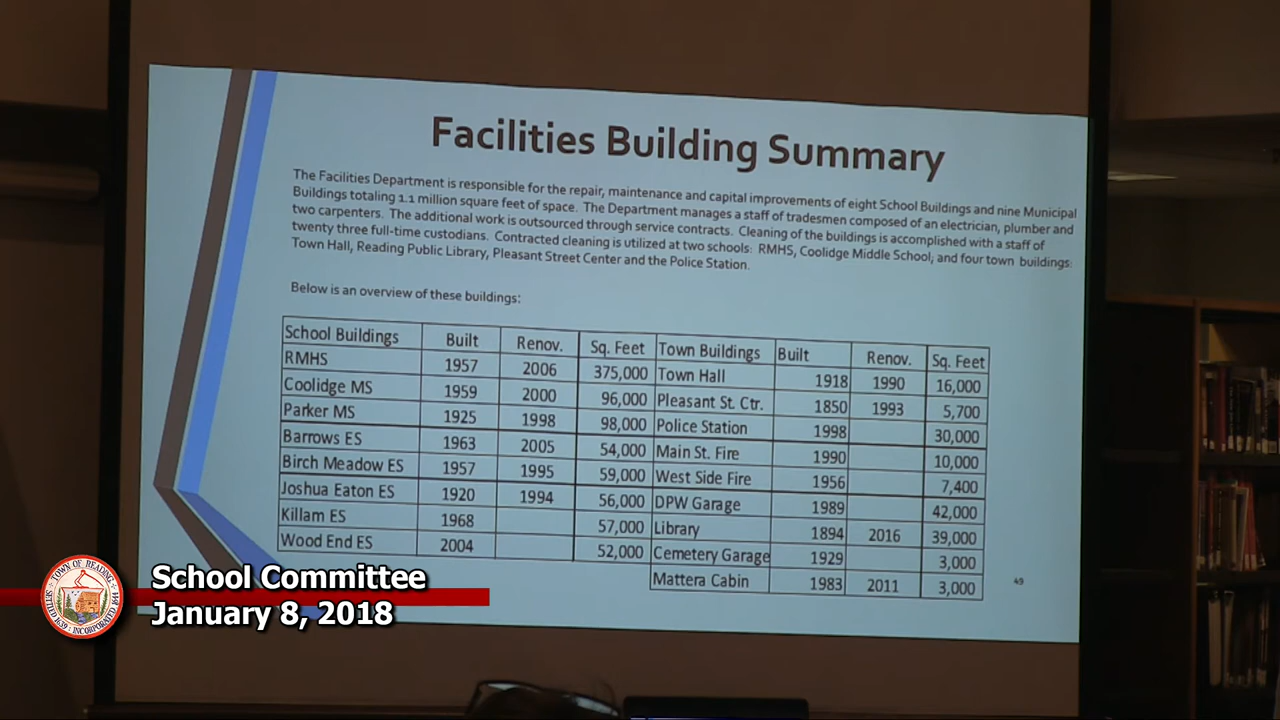 Facilities Building Summary
The Facilities Department is responsible for the repair, maintenance and capital improvements of eight School Buildings and nine Municipal
Buildings totaling 1.1 million square feet of space. The Department manages a staff of tradesmen composed of an electrician, plumber and
two carpenters. The additional work is outsourced through service contracts. Cleaning of the buildings is accomplished with a staff of
twenty three full-time custodians. Contracted cleaning is utilized at two schools: RMHS, Coolidge Middle School, and four town buildings:
Town Hall, Reading Public Library, Pleasant Street Center and the Police Station.
Below is an overview of these buildings:
School Buildings Built Renov. Sq. Feet Town Buildings Built Renov. Sq. Feet
RMHS 1957 2006 375,000 Town Hall 1918 1990 16,000
Coolidge MS 1959 2000 96,000 Pleasant St. Ctr. 1850 1993 5,700
Parker MS 1925 1998 98,000 Police Station 1998 30,000
Barrows ES 1963 2005 54,000 Main St. Fire 1990 10,000
Birch Meadow ES 1957 1995 59,000 West Side Fire 1956 7,400
Joshua Eaton ES 1920 1994 56,000 DPW Garage 1989 42,000
Killam ES 1968 57,000 Library 1894 2016 39,000
Wood End ES 2004 52,000 Cemetery Garage 1929 3,000
Mattera Cabin 1983 2011 3,000
49
School Committee
January 8, 2018
TOWN OF READING
SETTLED 1639 INCORPORATED 1644